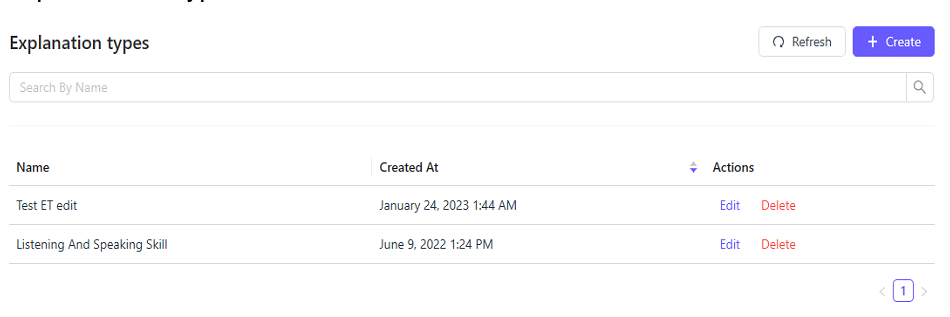 Explanation types
Refresh
Create
Search By Name
Name Created At Actions
Test ET edit January 24, 2023 1:44 AM Edit Delete
Listening And Speaking Skill June 9, 2022 1:24 PM Edit Delete
1